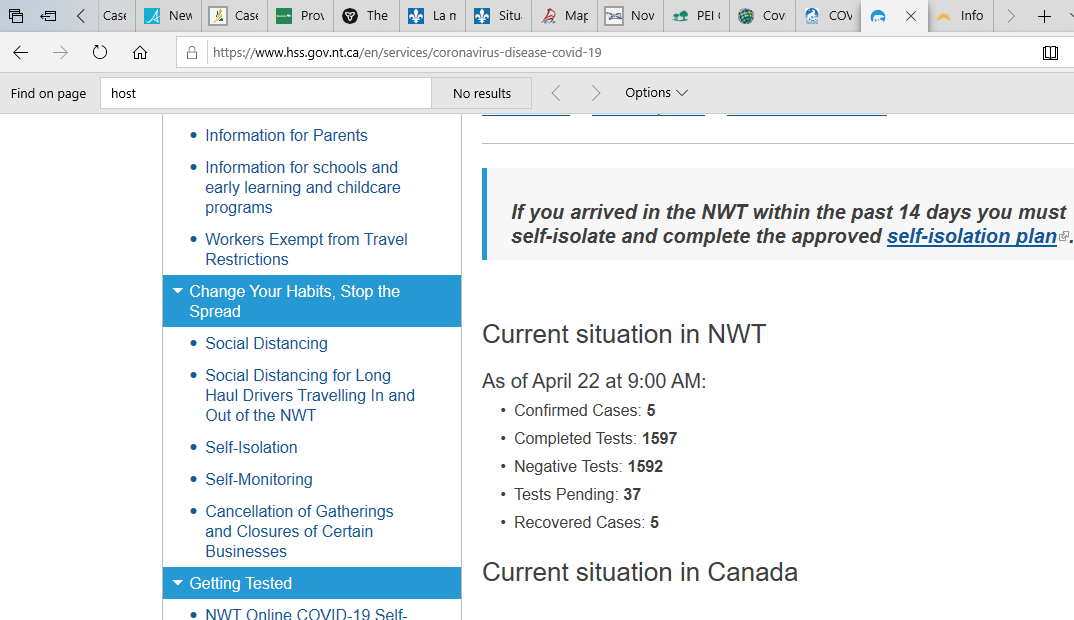 Case
Nev
Case
Prov
The
La m
Situ
Map
Nov
PEI
Cov
COV
Info
https://www.hss.gov.nt.ca/en/services/coronavirus-disease-covid-19
Find on page
host
No results
Options
• Information for Parents
• Information for schools and
early learning and childcare
programs
• Workers Exempt from Travel
Restrictions
Change Your Habits, Stop the
Spread
• Social Distancing
• Social Distancing for Long
Haul Drivers Travelling In and
Out of the NWT
• Self-Isolation
• Self-Monitoring
• Cancellation of Gatherings
and Closures of Certain
Businesses
Getting Tested
• NWT Online COVID-19 Self-
If you arrived in the NWT within the past 14 days you must
self-isolate and complete the approved self-isolation plan.
Current situation in NWT
As of April 22 at 9:00 AM:
• Confirmed Cases: 5
• Completed Tests: 1597
• Negative Tests: 1592
• Tests Pending: 37
• Recovered Cases: 5
Current situation in Canada